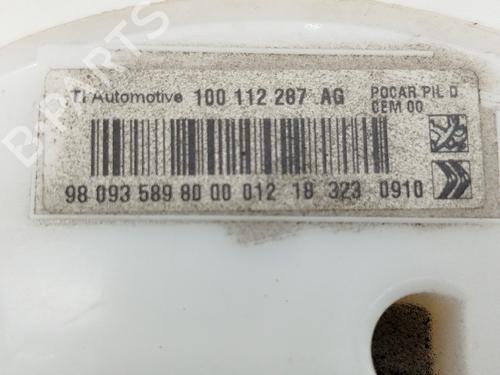 TI Automotive 100 112 287 AG
POCAR PIL D
CEM 00
98 093 589 80 00 012 18 323 0910
B-PARTS